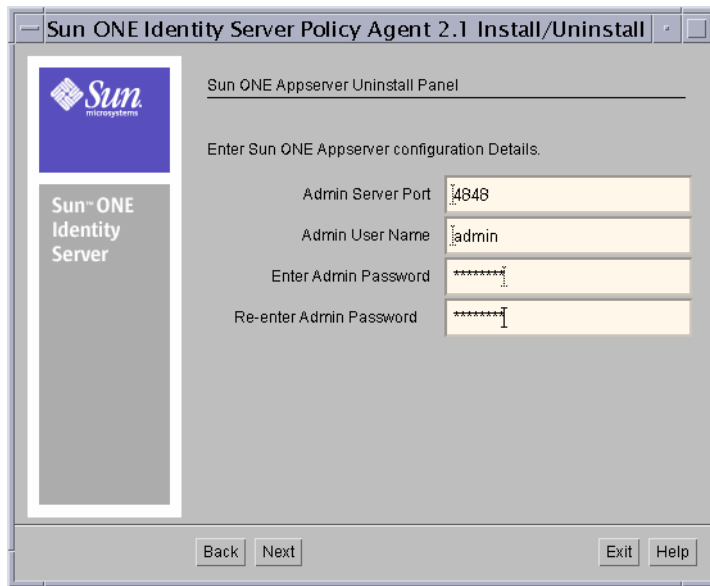 Sun ONE Identity Server Policy Agent 2.1 Install/Uninstall
Sun
microsystems
Sun™ ONE
Identity
Server
Sun ONE Appserver Uninstall Panel
Enter Sun ONE Appserver configuration Details.
Admin Server Port 4848
Admin User Name admin
Enter Admin Password ********
Re-enter Admin Password ********
Back Next Exit Help